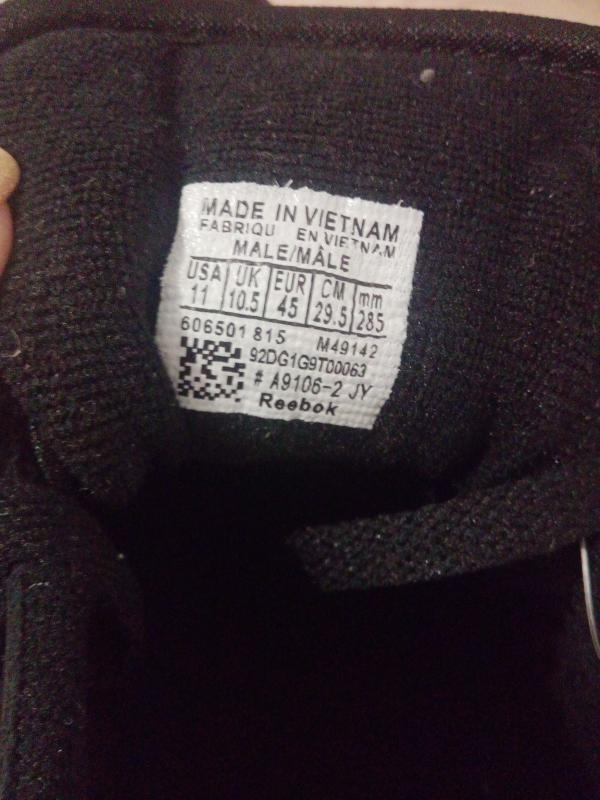 MADE IN VIETNAM
FABRIQU EN VIETNAM
MALE/MÂLE
USA UK EUR CM mm
11 10.5 45 29.5 285
606501 815 M49142
92DG1G9T00063
# A9106-2 JY
Reebok